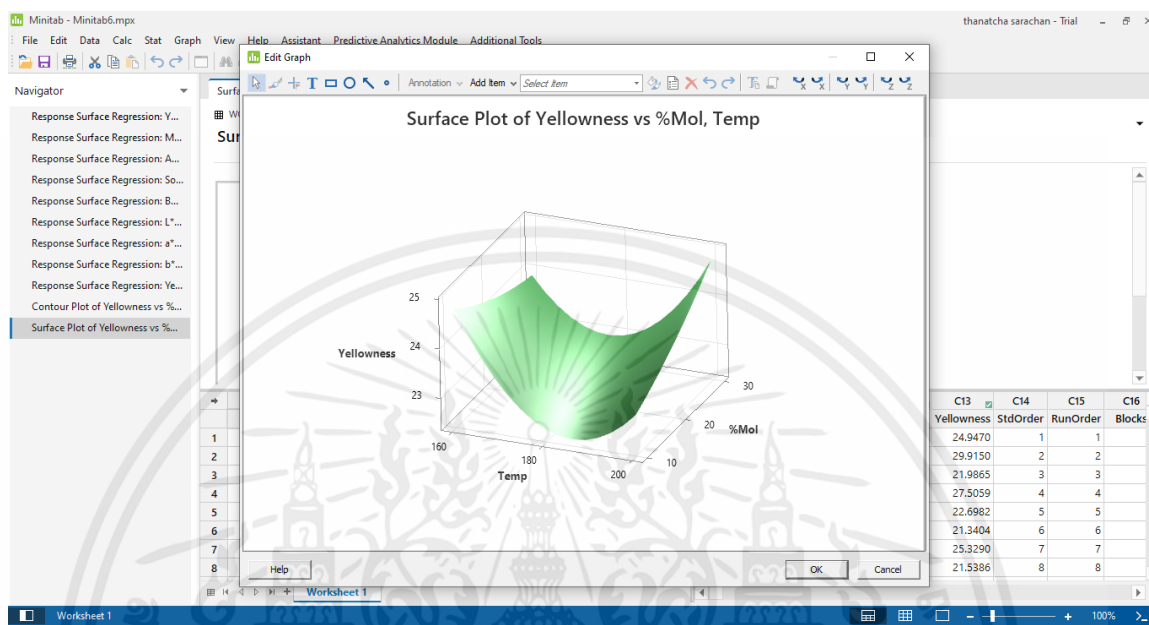 Minitab - Minitab6.mpx
thanatcha sarachan - Trial
File Edit Data Calc Stat Graph View Help Assistant Predictive Analytics Module Additional Tools
Navigator
Response Surface Regression: Y...
Response Surface Regression: M...
Response Surface Regression: A...
Response Surface Regression: So...
Response Surface Regression: B...
Response Surface Regression: L*...
Response Surface Regression: a*...
Response Surface Regression: b*...
Response Surface Regression: Ye...
Contour Plot of Yellowness vs %...
Surface Plot of Yellowness vs %...
Surfa
WO
Sur
Edit Graph
Annotation Add Item Select Item
Surface Plot of Yellowness vs %Mol, Temp
25
24
23
Yellowness
160
180
200
Temp
10
20
30
%Mol
Help OK Cancel
C13 C14 C15 C16
Yellowness StdOrder RunOrder Blocks
1 24.9470 1 1
2 29.9150 2 2
3 21.9865 3 3
4 27.5059 4 4
5 22.6982 5 5
6 21.3404 6 6
7 25.3290 7 7
8 21.5386 8 8
Worksheet 1
Worksheet 1
100%